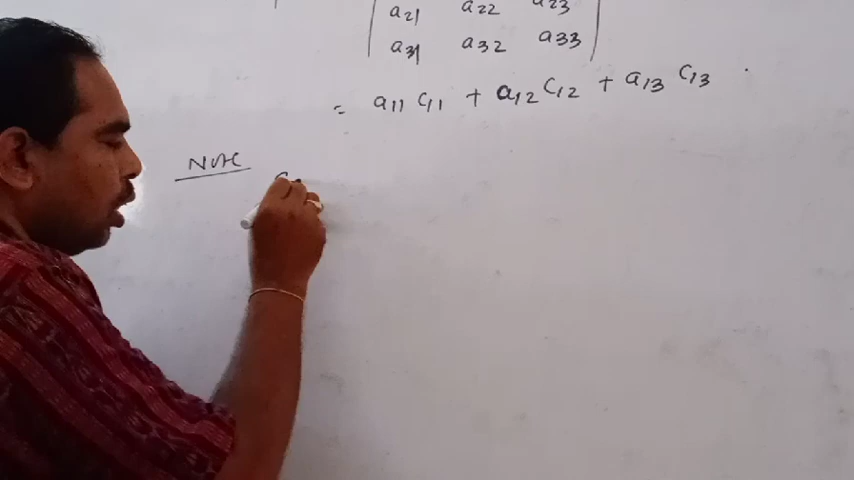 a21 a22 a23
a31 a32 a33
= a11 c11 + a12 c12 + a13 c13 .
Note